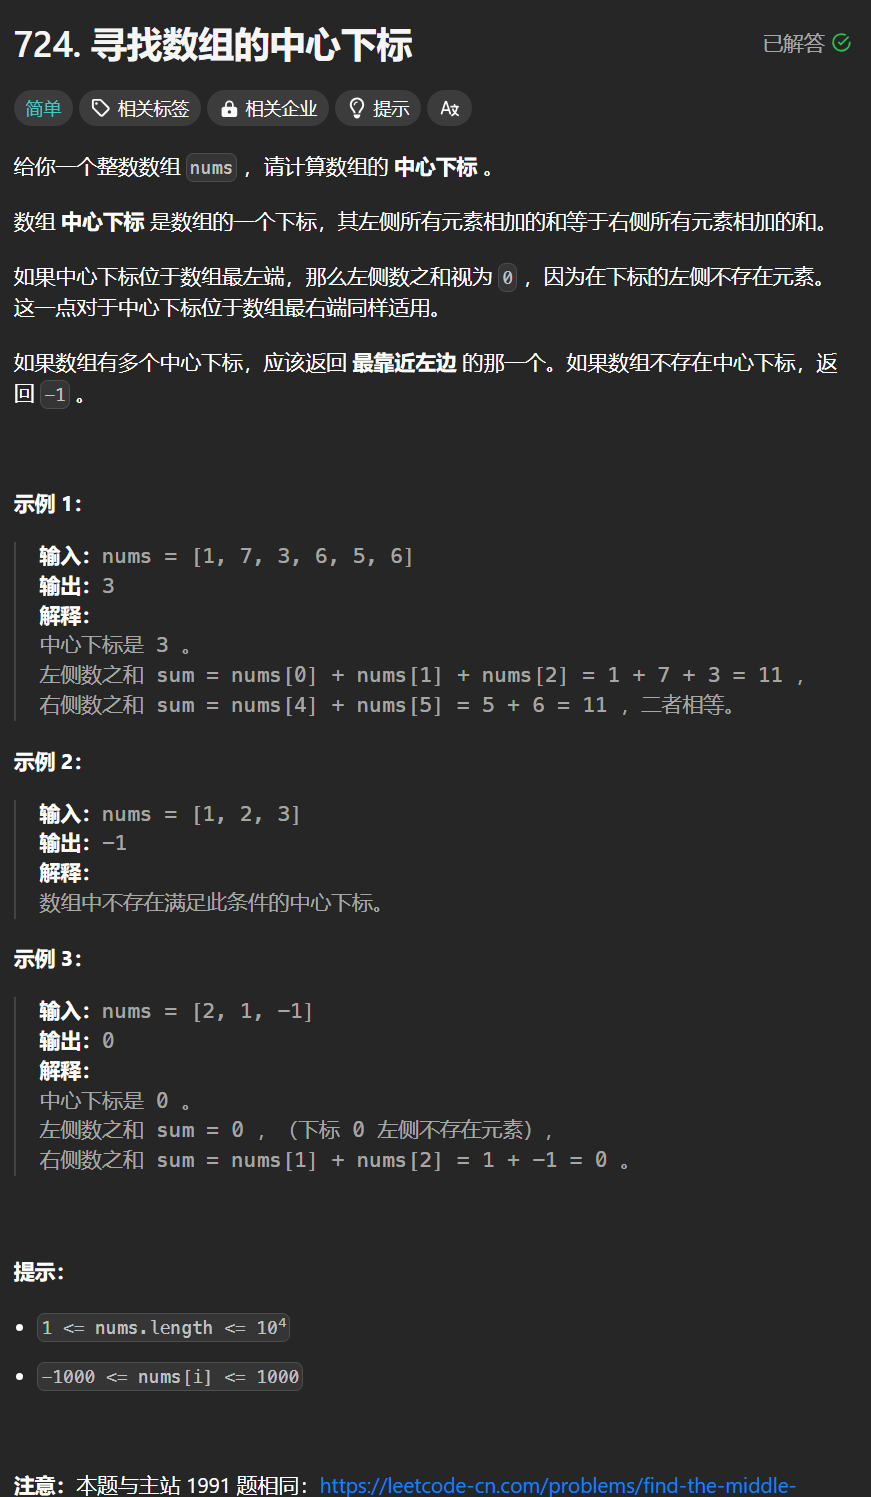 724. 寻找数组的中心下标
已解答
简单 相关标签 相关企业 提示
给你一个整数数组 nums ，请计算数组的 中心下标 。
数组 中心下标 是数组的一个下标，其左侧所有元素相加的和等于右侧所有元素相加的和。
如果中心下标位于数组最左端，那么左侧数之和视为 0 ，因为在下标的左侧不存在元素。
这一点对于中心下标位于数组最右端同样适用。
如果数组有多个中心下标，应该返回 最靠近左边 的那一个。如果数组不存在中心下标，返
回 -1 。
示例 1：
输入：nums = [1, 7, 3, 6, 5, 6]
输出：3
解释：
中心下标是 3 。
左侧数之和 sum = nums[0] + nums[1] + nums[2] = 1 + 7 + 3 = 11 ，
右侧数之和 sum = nums[4] + nums[5] = 5 + 6 = 11 ，二者相等。
示例 2：
输入：nums = [1, 2, 3]
输出：-1
解释：
数组中不存在满足此条件的中心下标。
示例 3：
输入：nums = [2, 1, -1]
输出：0
解释：
中心下标是 0 。
左侧数之和 sum = 0 ，（下标 0 左侧不存在元素），
右侧数之和 sum = nums[1] + nums[2] = 1 + -1 = 0 。
提示：
• 1 <= nums.length <= 10⁴
• -1000 <= nums[i] <= 1000
注意：本题与主站 1991 题相同：https://leetcode-cn.com/problems/find-the-middle-